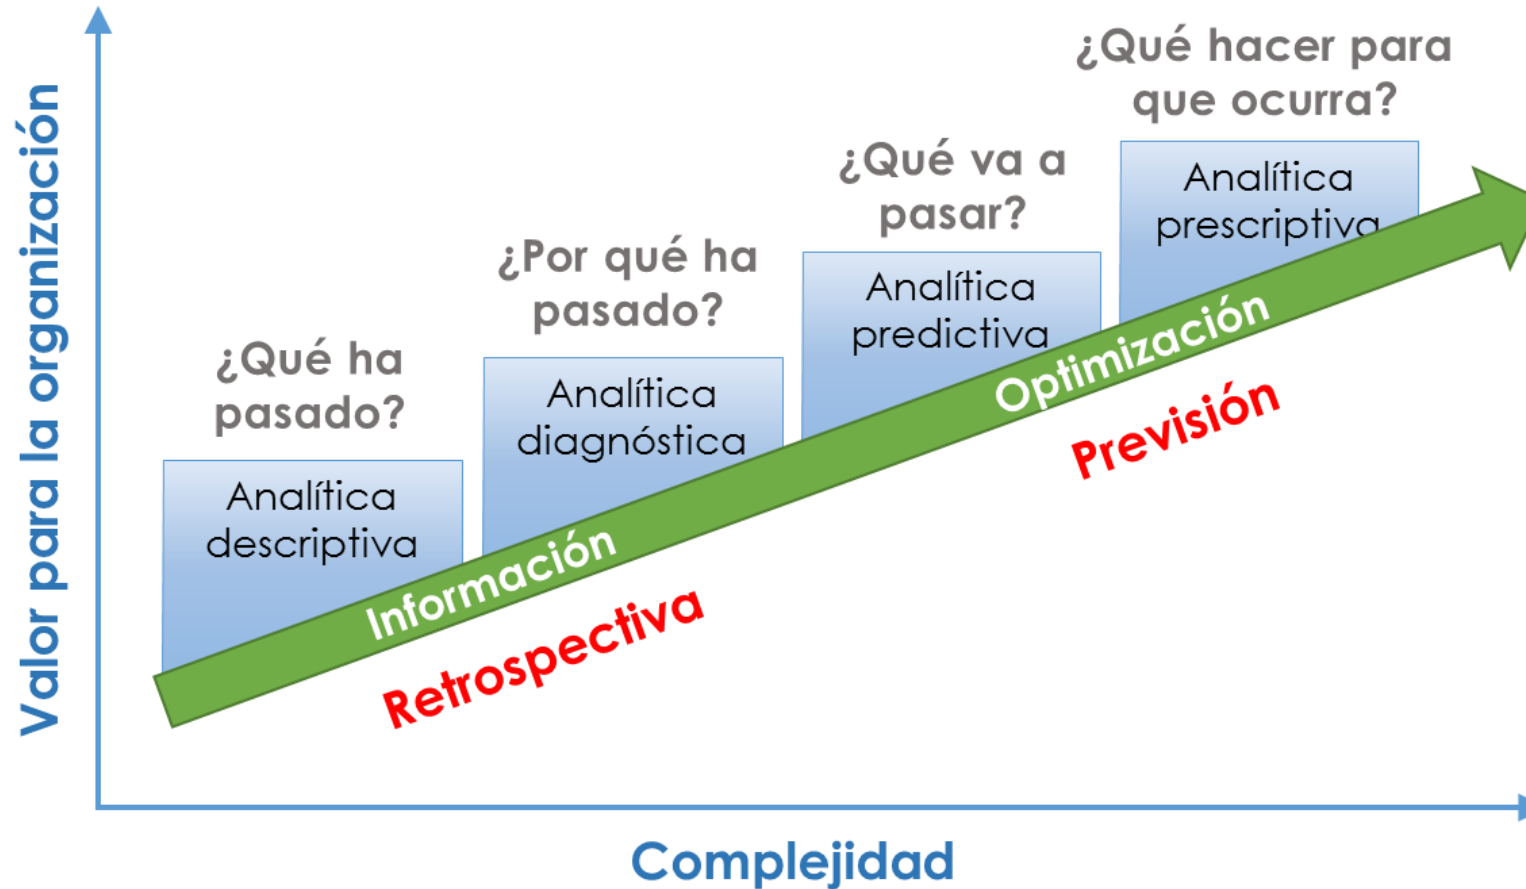 Valor para la organización
¿Qué ha
pasado?
Analítica
descriptiva
¿Por qué ha
pasado?
Analítica
diagnóstica
¿Qué va a
pasar?
Analítica
predictiva
¿Qué hacer para
que ocurra?
Analítica
prescriptiva
Información
Optimización
Retrospectiva
Previsión
Complejidad